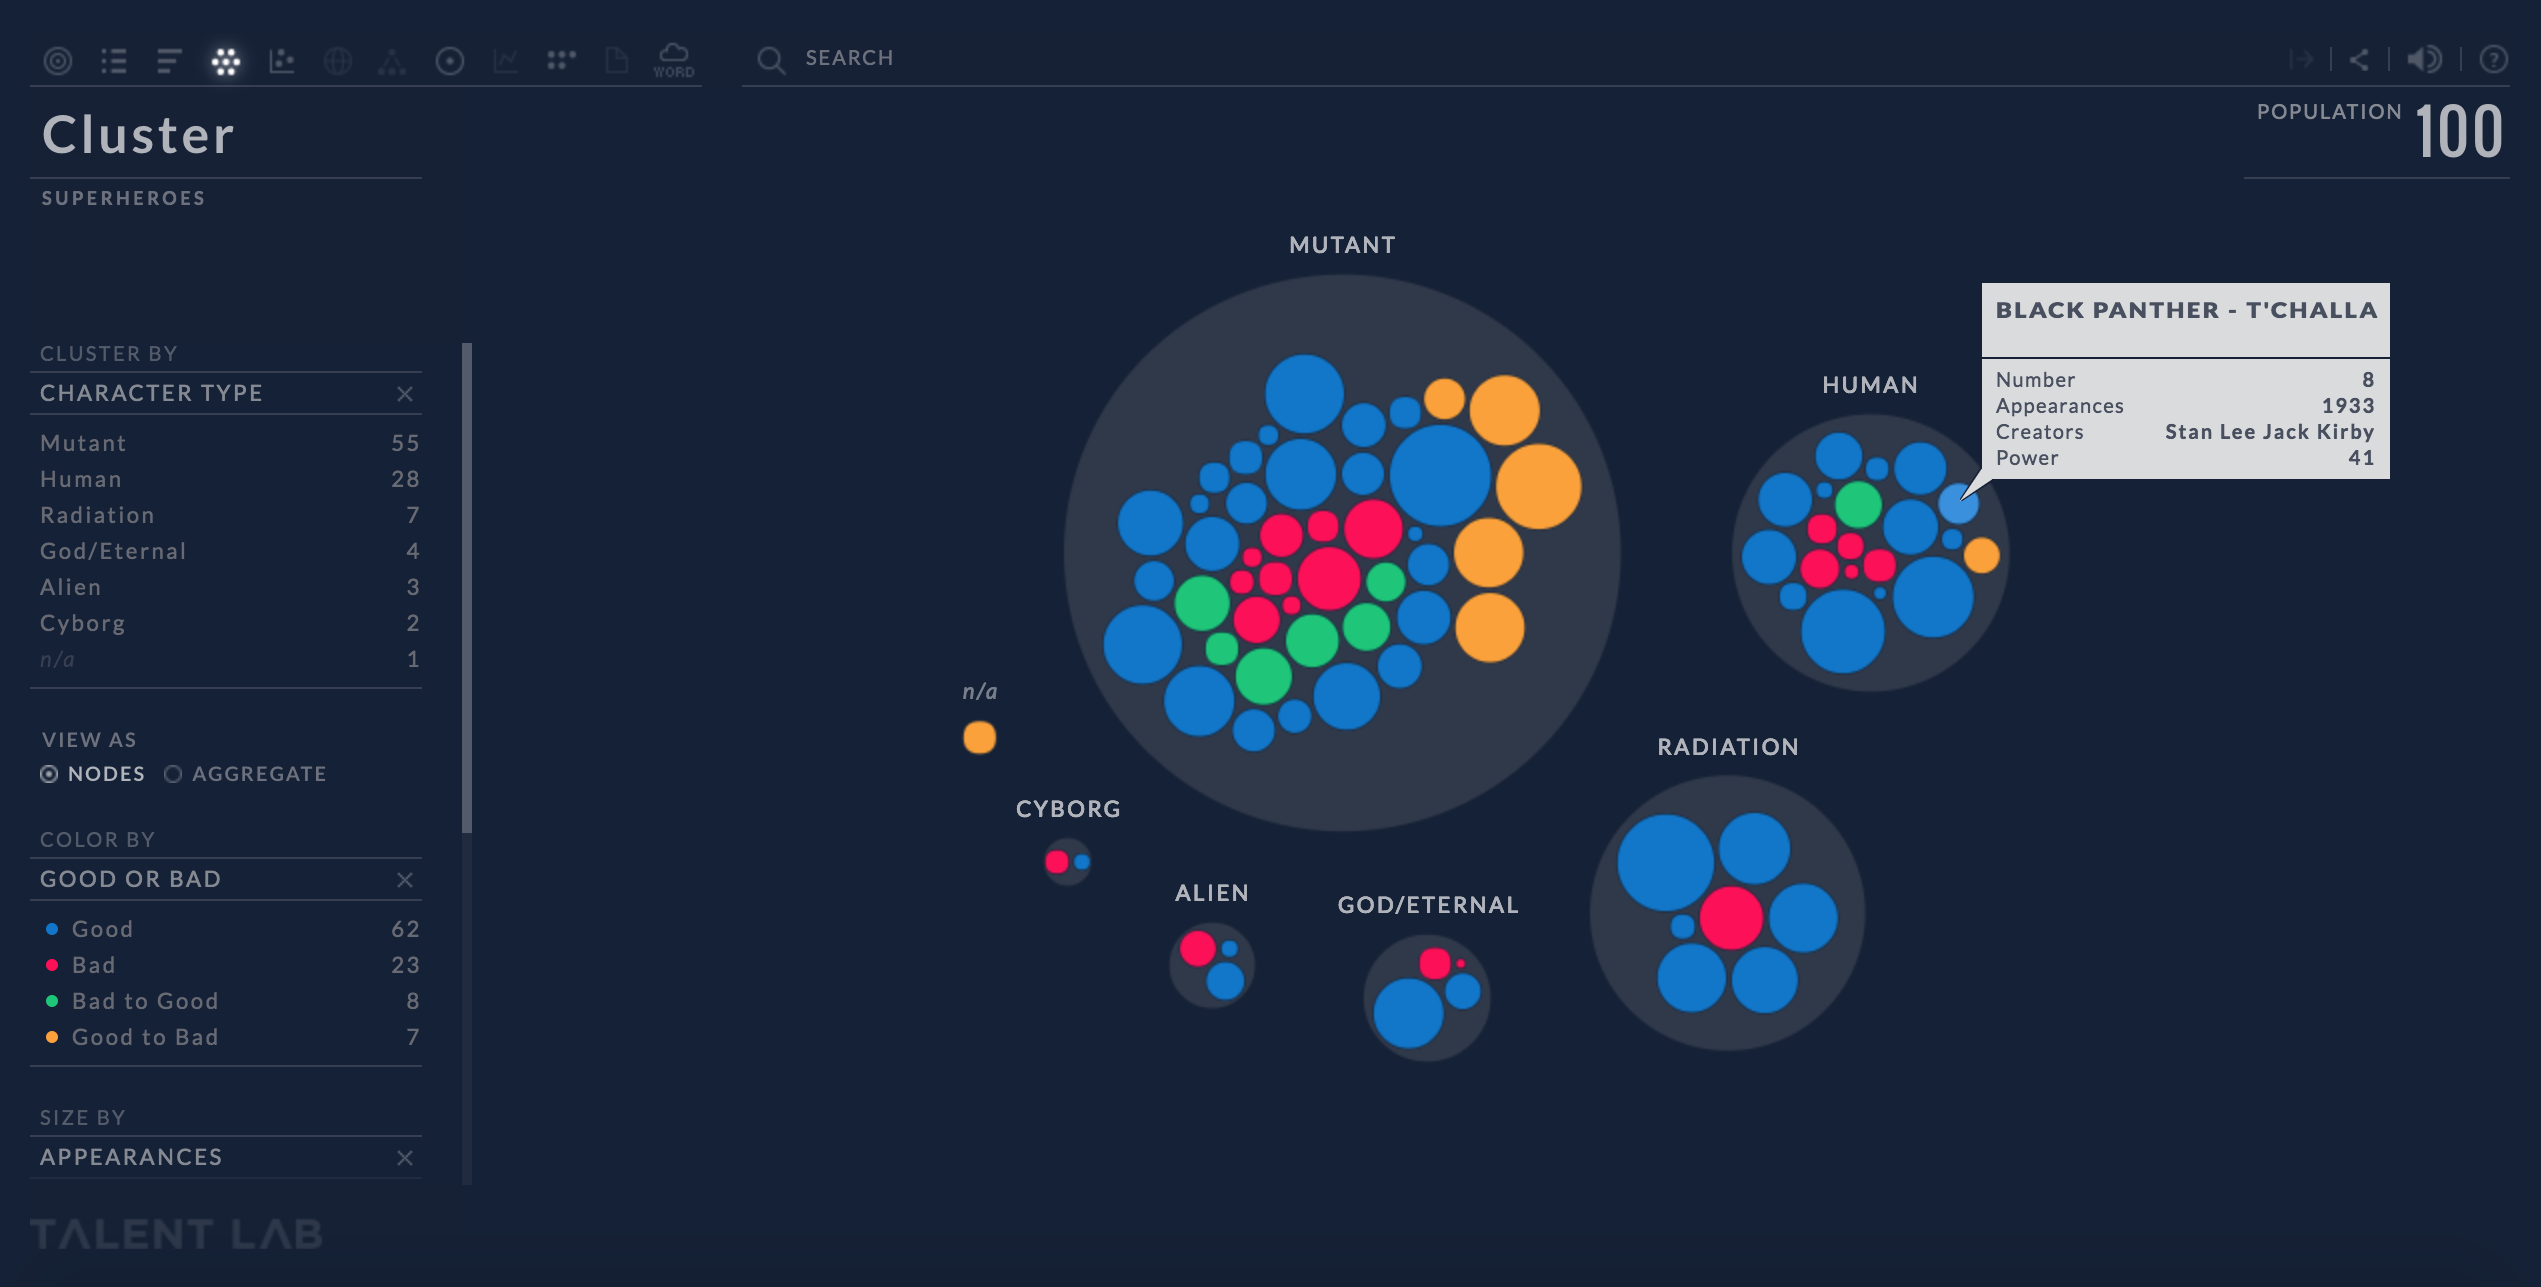 WORD
SEARCH
Cluster
POPULATION 100
SUPERHEROES
CLUSTER BY
CHARACTER TYPE
Mutant 55
Human 28
Radiation 7
God/Eternal 4
Alien 3
Cyborg 2
n/a 1
VIEW AS
NODES AGGREGATE
COLOR BY
GOOD OR BAD
Good 62
Bad 23
Bad to Good 8
Good to Bad 7
SIZE BY
APPEARANCES
TALENT LAB
MUTANT
HUMAN
BLACK PANTHER - T'CHALLA
Number 8
Appearances 1933
Creators Stan Lee Jack Kirby
Power 41
n/a
RADIATION
CYBORG
ALIEN
GOD/ETERNAL